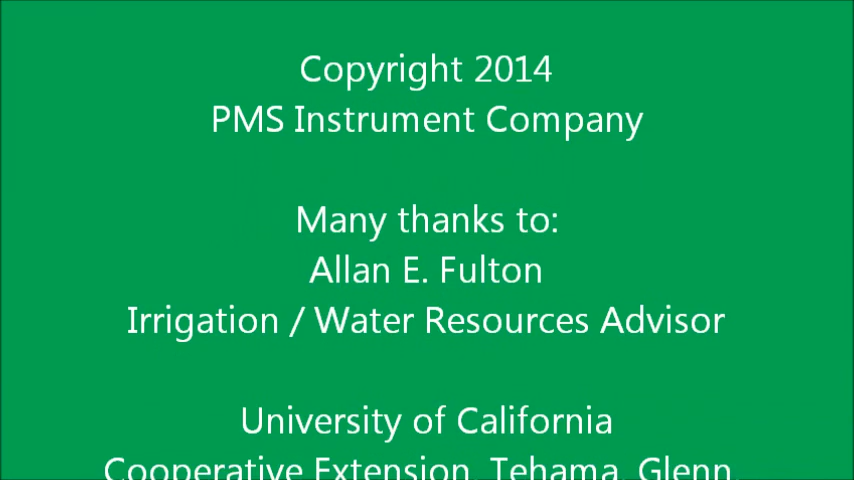 Copyright 2014
PMS Instrument Company
Many thanks to:
Allan E. Fulton
Irrigation / Water Resources Advisor
University of California
Cooperative Extension, Tehama, Glenn,